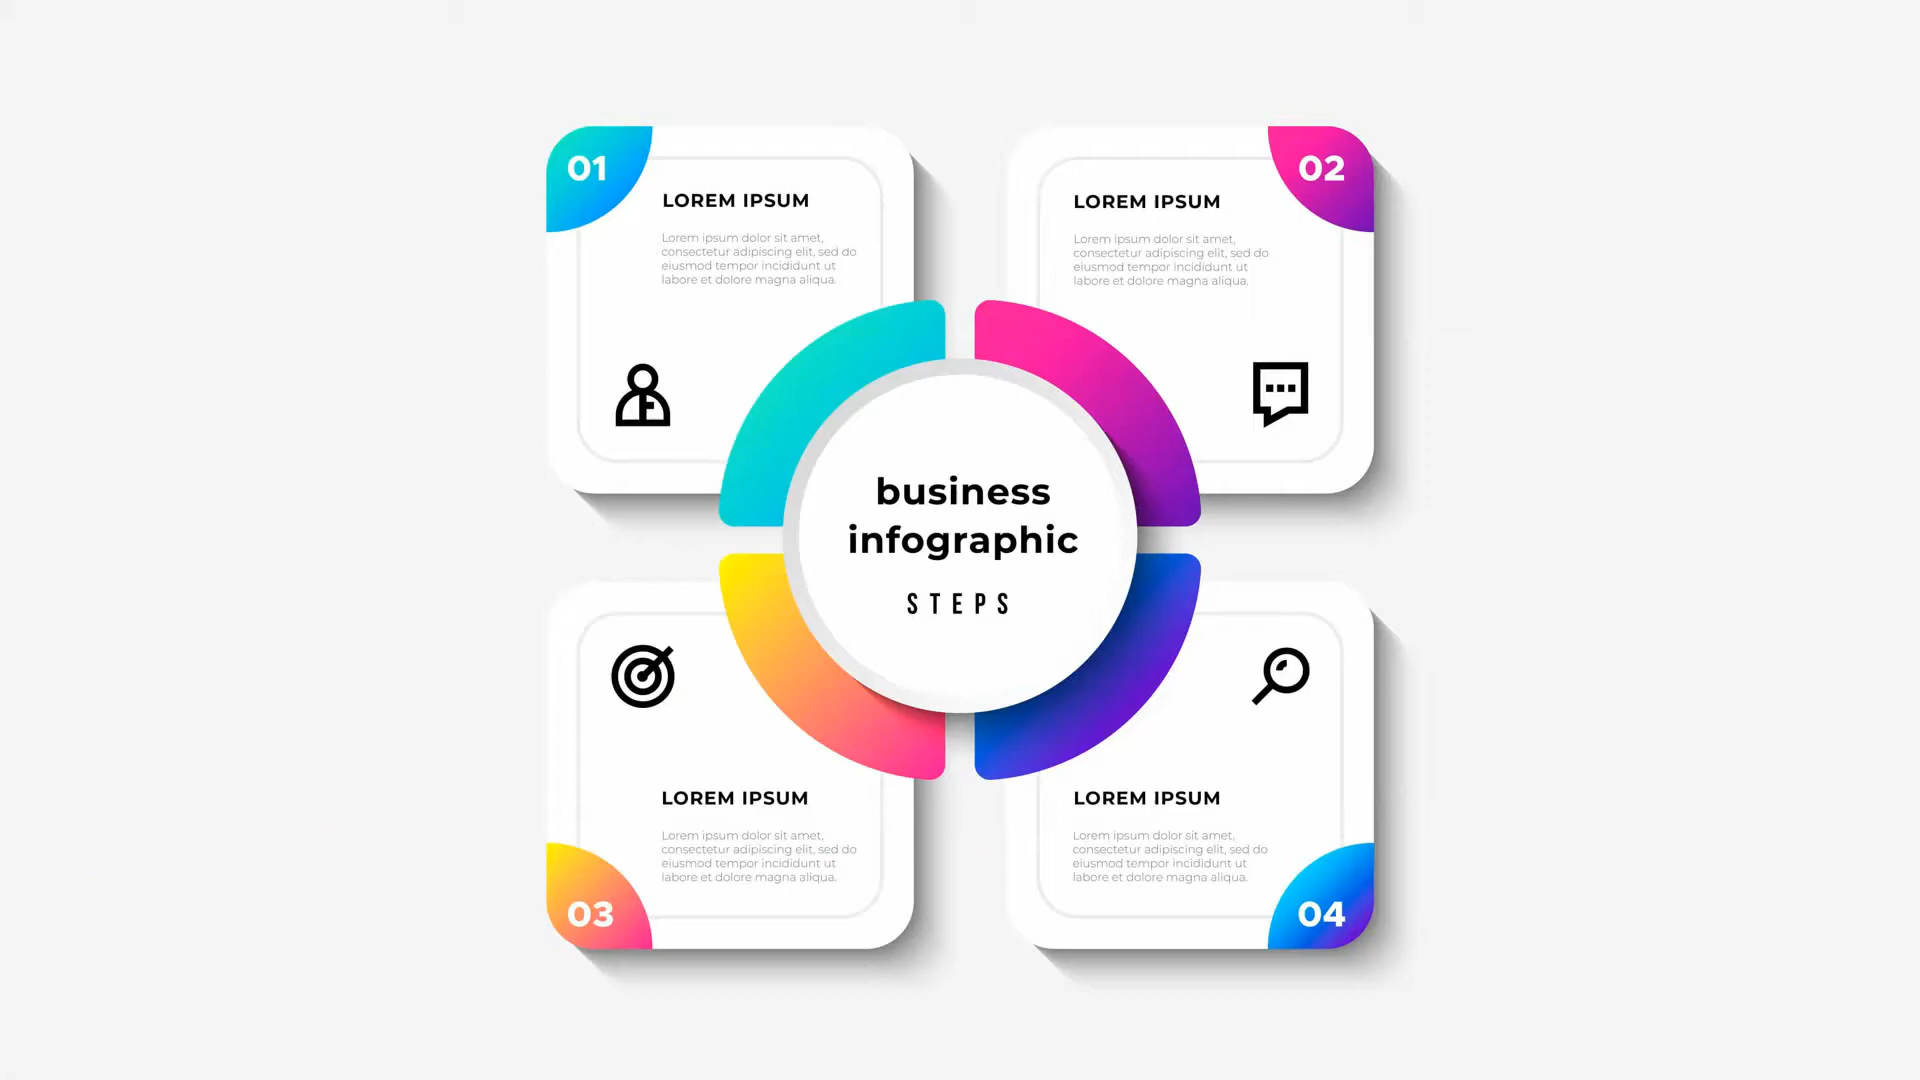 01
LOREM IPSUM
Lorem ipsum dolor sit amet,
consectetur adipiscing elit, sed do
eiusmod tempor incididunt ut
labore et dolore magna aliqua.
02
LOREM IPSUM
Lorem ipsum dolor sit amet,
consectetur adipiscing elit, sed do
eiusmod tempor incididunt ut
labore et dolore magna aliqua.
business
infographic
STEPS
LOREM IPSUM
Lorem ipsum dolor sit amet,
consectetur adipiscing elit, sed do
eiusmod tempor incididunt ut
labore et dolore magna aliqua.
03
LOREM IPSUM
Lorem ipsum dolor sit amet,
consectetur adipiscing elit, sed do
eiusmod tempor incididunt ut
labore et dolore magna aliqua.
04